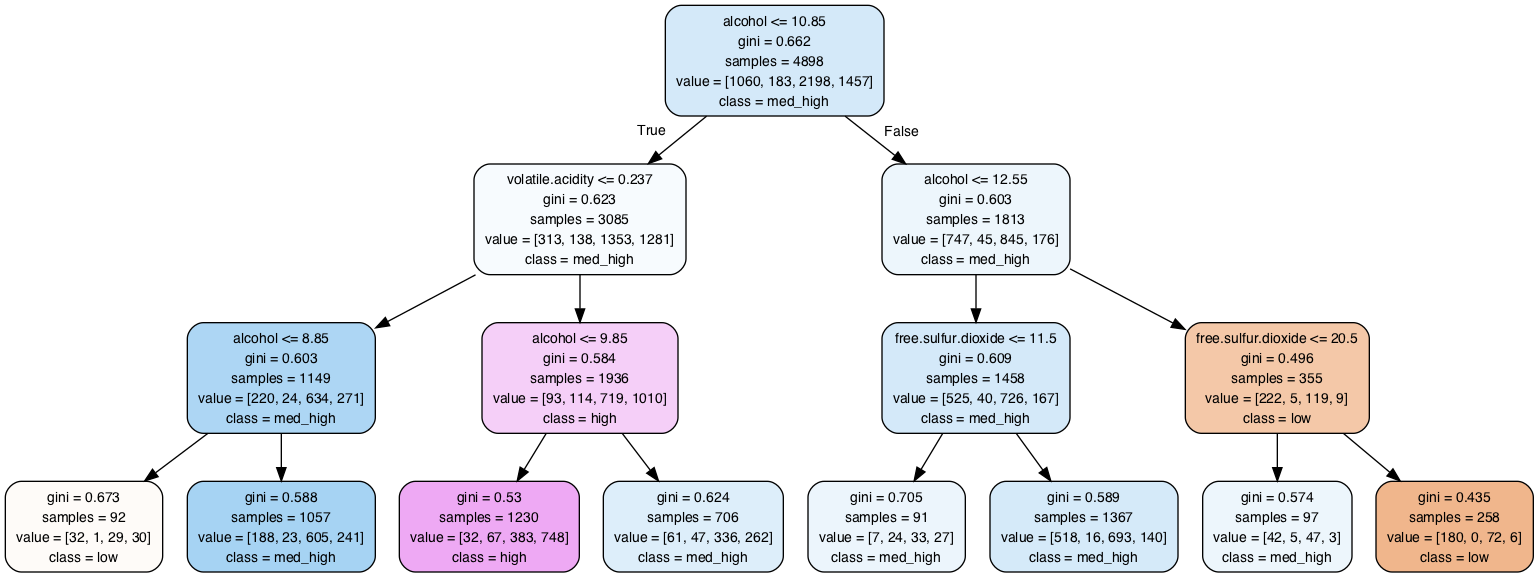 alcohol <= 10.85
gini = 0.662
samples = 4898
value = [1060, 183, 2198, 1457]
class = med_high
True
False
volatile.acidity <= 0.237
gini = 0.623
samples = 3085
value = [313, 138, 1353, 1281]
class = med_high
alcohol <= 12.55
gini = 0.603
samples = 1813
value = [747, 45, 845, 176]
class = med_high
alcohol <= 8.85
gini = 0.603
samples = 1149
value = [220, 24, 634, 271]
class = med_high
alcohol <= 9.85
gini = 0.584
samples = 1936
value = [93, 114, 719, 1010]
class = high
free.sulfur.dioxide <= 11.5
gini = 0.609
samples = 1458
value = [525, 40, 726, 167]
class = med_high
free.sulfur.dioxide <= 20.5
gini = 0.496
samples = 355
value = [222, 5, 119, 9]
class = low
gini = 0.673
samples = 92
value = [32, 1, 29, 30]
class = low
gini = 0.588
samples = 1057
value = [188, 23, 605, 241]
class = med_high
gini = 0.53
samples = 1230
value = [32, 67, 383, 748]
class = high
gini = 0.624
samples = 706
value = [61, 47, 336, 262]
class = med_high
gini = 0.705
samples = 91
value = [7, 24, 33, 27]
class = med_high
gini = 0.589
samples = 1367
value = [518, 16, 693, 140]
class = med_high
gini = 0.574
samples = 97
value = [42, 5, 47, 3]
class = med_high
gini = 0.435
samples = 258
value = [180, 0, 72, 6]
class = low